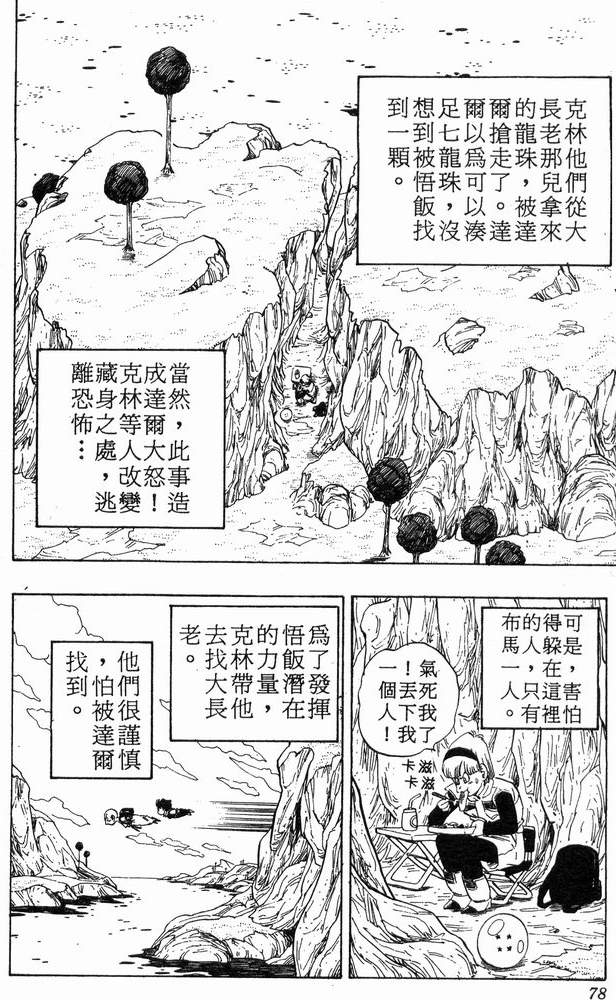 克林他們從大
長老那兒拿來
的龍珠，被達
爾搶走了。達
爾以為可以湊
足七龍珠，沒
想到被悟飯找
到一顆。
當然，此事造
成達爾大怒！
克林等人改變
藏身之處，逃
離恐怖…
可是，害怕
得躲在這裡
的人，只有
布馬一人。
氣死我了
！丟下我
一個人！
滋滋
卡卡
為了發揮
悟飯潛在
的力量，
克林帶他
去找大長
老。
他們很謹慎
，怕被達爾
找到。
78